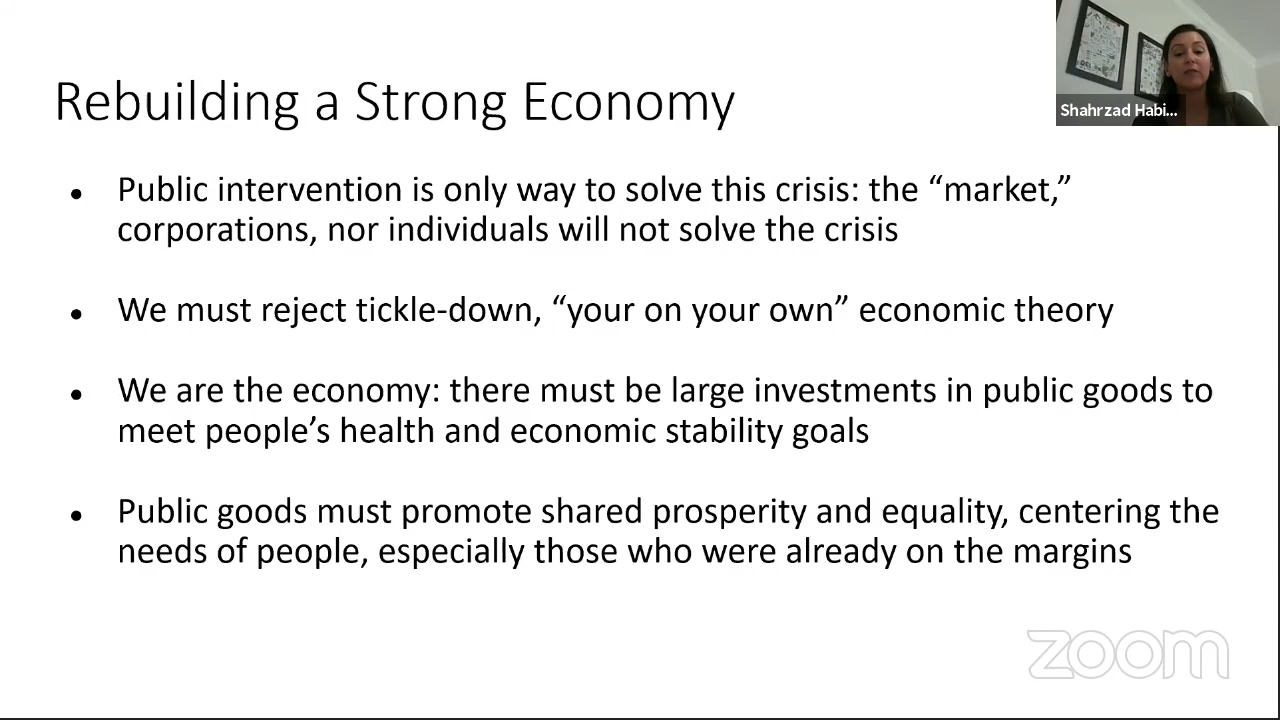 Rebuilding a Strong Economy
Shahrzad Habi...
• Public intervention is only way to solve this crisis: the “market,”
corporations, nor individuals will not solve the crisis
• We must reject tickle-down, “your on your own” economic theory
• We are the economy: there must be large investments in public goods to
meet people’s health and economic stability goals
• Public goods must promote shared prosperity and equality, centering the
needs of people, especially those who were already on the margins
zoom